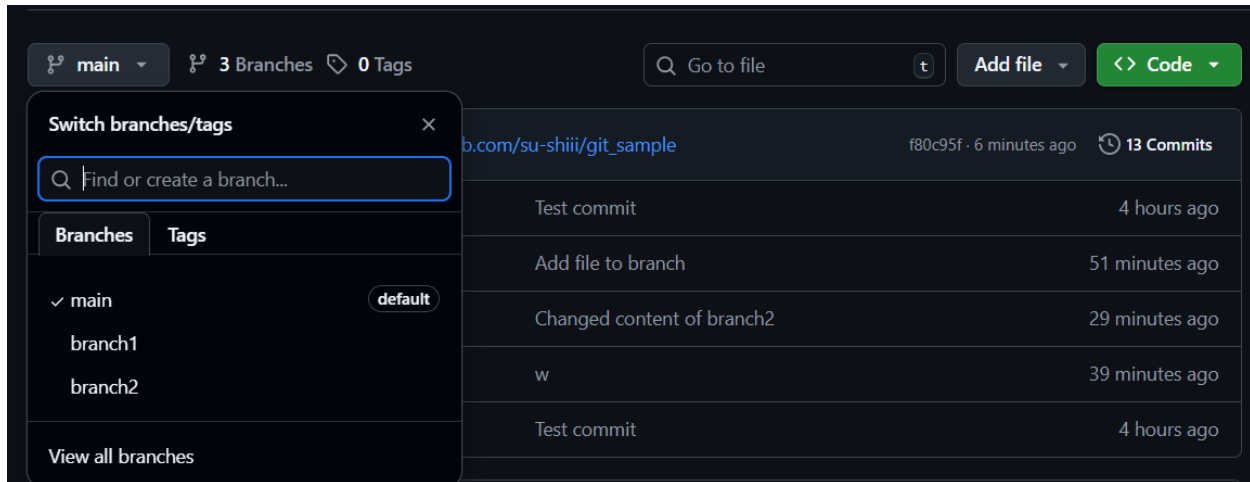 main 3 Branches 0 Tags Go to file t Add file Code
Switch branches/tags
b.com/su-shiii/git_sample f80c95f · 6 minutes ago 13 Commits
Find or create a branch...
Test commit 4 hours ago
Branches Tags
Add file to branch 51 minutes ago
main default
Changed content of branch2 29 minutes ago
branch1
w 39 minutes ago
branch2
Test commit 4 hours ago
View all branches